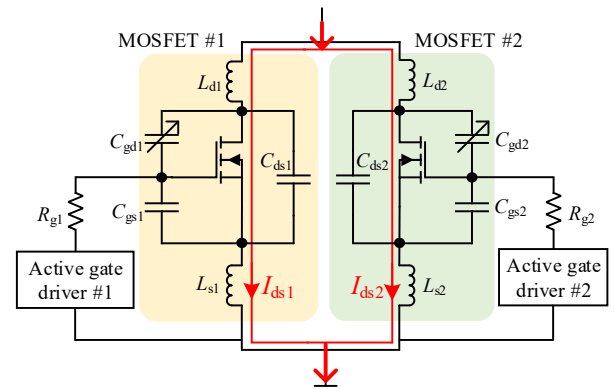 MOSFET #1
MOSFET #2
Ld1
Ld2
Cgd1
Cds1
Cds2
Cgd2
Rg1
Cgs1
Cgs2
Rg2
Active gate
driver #1
Active gate
driver #2
Ls1
Ids1
Ids2
Ls2